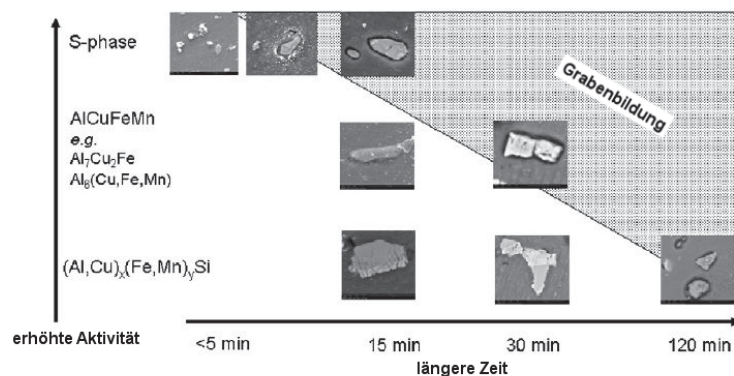 S-phase
Grabenbildung
AlCuFeMn
e.g.
Al₇Cu₂Fe
Al₆(Cu,Fe,Mn)
(Al,Cu)ₓ(Fe,Mn)ᵧSi
erhöhte Aktivität
<5 min 15 min 30 min 120 min
längere Zeit